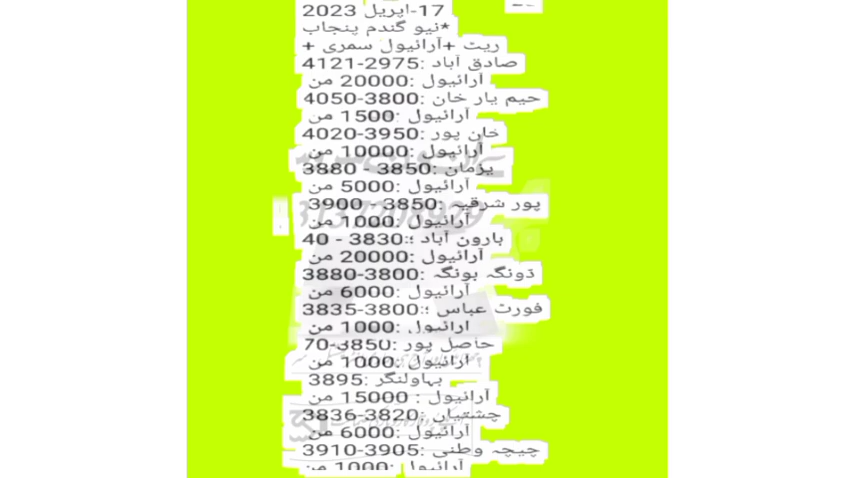 17-اپریل 2023
*نیو گندم پنجاب
ریٹ +آرائیول سمری +
صادق آباد :2975-4121
آرائیول :20000 من
حیم یار خان :3800-4050
آرائیول :1500 من
خان پور :3950-4020
آرائیول :10000 من
یزمان :3850 - 3880
آرائیول :5000 من
پور شرقیہ :3850 - 3900
آرائیول :1000 من
ہارون آباد ؛:3830 - 40
آرائیول :20000 من
ڈونگہ بونگہ :3800-3880
آرائیول :6000 من
فورٹ عباس ؛:3800-3835
آرائیول :1000 من
حاصل پور :3850-70
آرائیول :1000 من
بہاولنگر :3895
آرائیول : 15000 من
چشتیاں :3820-3836
آرائیول :6000 من
چیچہ وطنی :3905-3910
آرائیول :1000 من